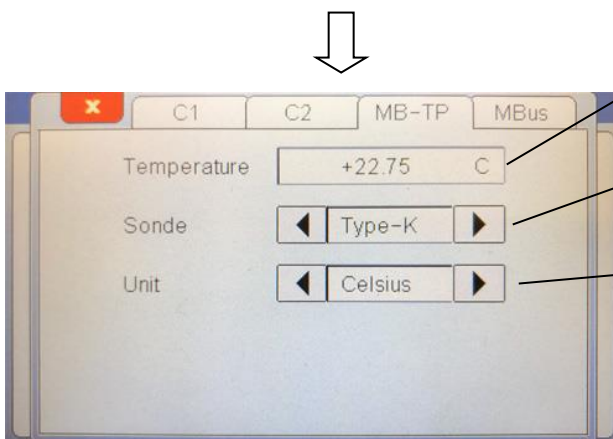 x C1 C2 MB-TP MBus
Temperature +22.75 C
Sonde Type-K
Unit Celsius